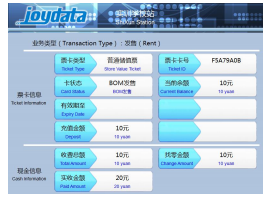 joydata
业务类型 ( Transaction Type ) : 发售 ( Rent )
票卡类型 普通储值票 票卡卡号 F5A79A0B
Ticket Type Store Value Ticket Ticket ID
卡状态 BOM发售 当前余额 10元
Card Status BOM发售 Current Balance 10 yuan
票卡信息
Ticket Information
有效期至
Expiry Date
充值金额 10元
Deposit 10 yuan
收费总额 10元 找零金额 10元
Total Amount 10 yuan Change Amount 10 yuan
现金信息
Cash Information
实收金额 20元
Paid Amount 20 yuan